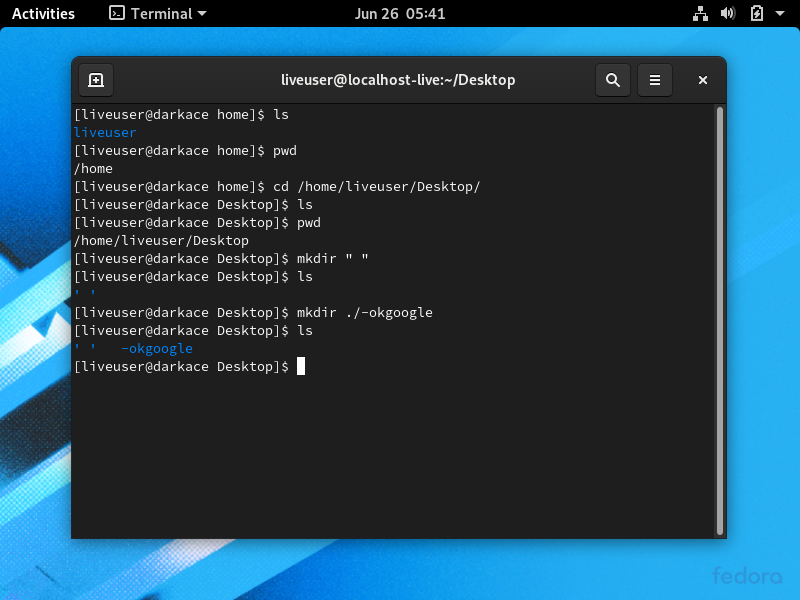 Activities Terminal Jun 26 05:41
liveuser@localhost-live:~/Desktop
[liveuser@darkace home]$ ls
liveuser
[liveuser@darkace home]$ pwd
/home
[liveuser@darkace home]$ cd /home/liveuser/Desktop/
[liveuser@darkace Desktop]$ ls
[liveuser@darkace Desktop]$ pwd
/home/liveuser/Desktop
[liveuser@darkace Desktop]$ mkdir " "
[liveuser@darkace Desktop]$ ls
' '
[liveuser@darkace Desktop]$ mkdir ./-okgoogle
[liveuser@darkace Desktop]$ ls
' '   -okgoogle
[liveuser@darkace Desktop]$
fedora